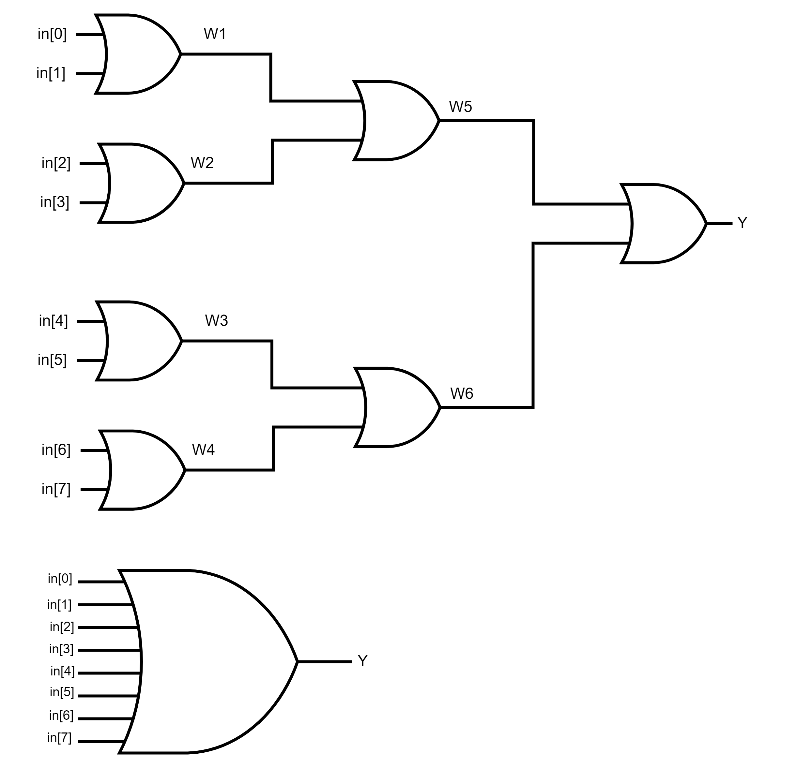 in[0]
W1
in[1]
W5
in[2]
W2
in[3]
Y
in[4]
W3
in[5]
W6
in[6]
W4
in[7]
in[0]
in[1]
in[2]
in[3]
in[4]
in[5]
in[6]
in[7]
Y